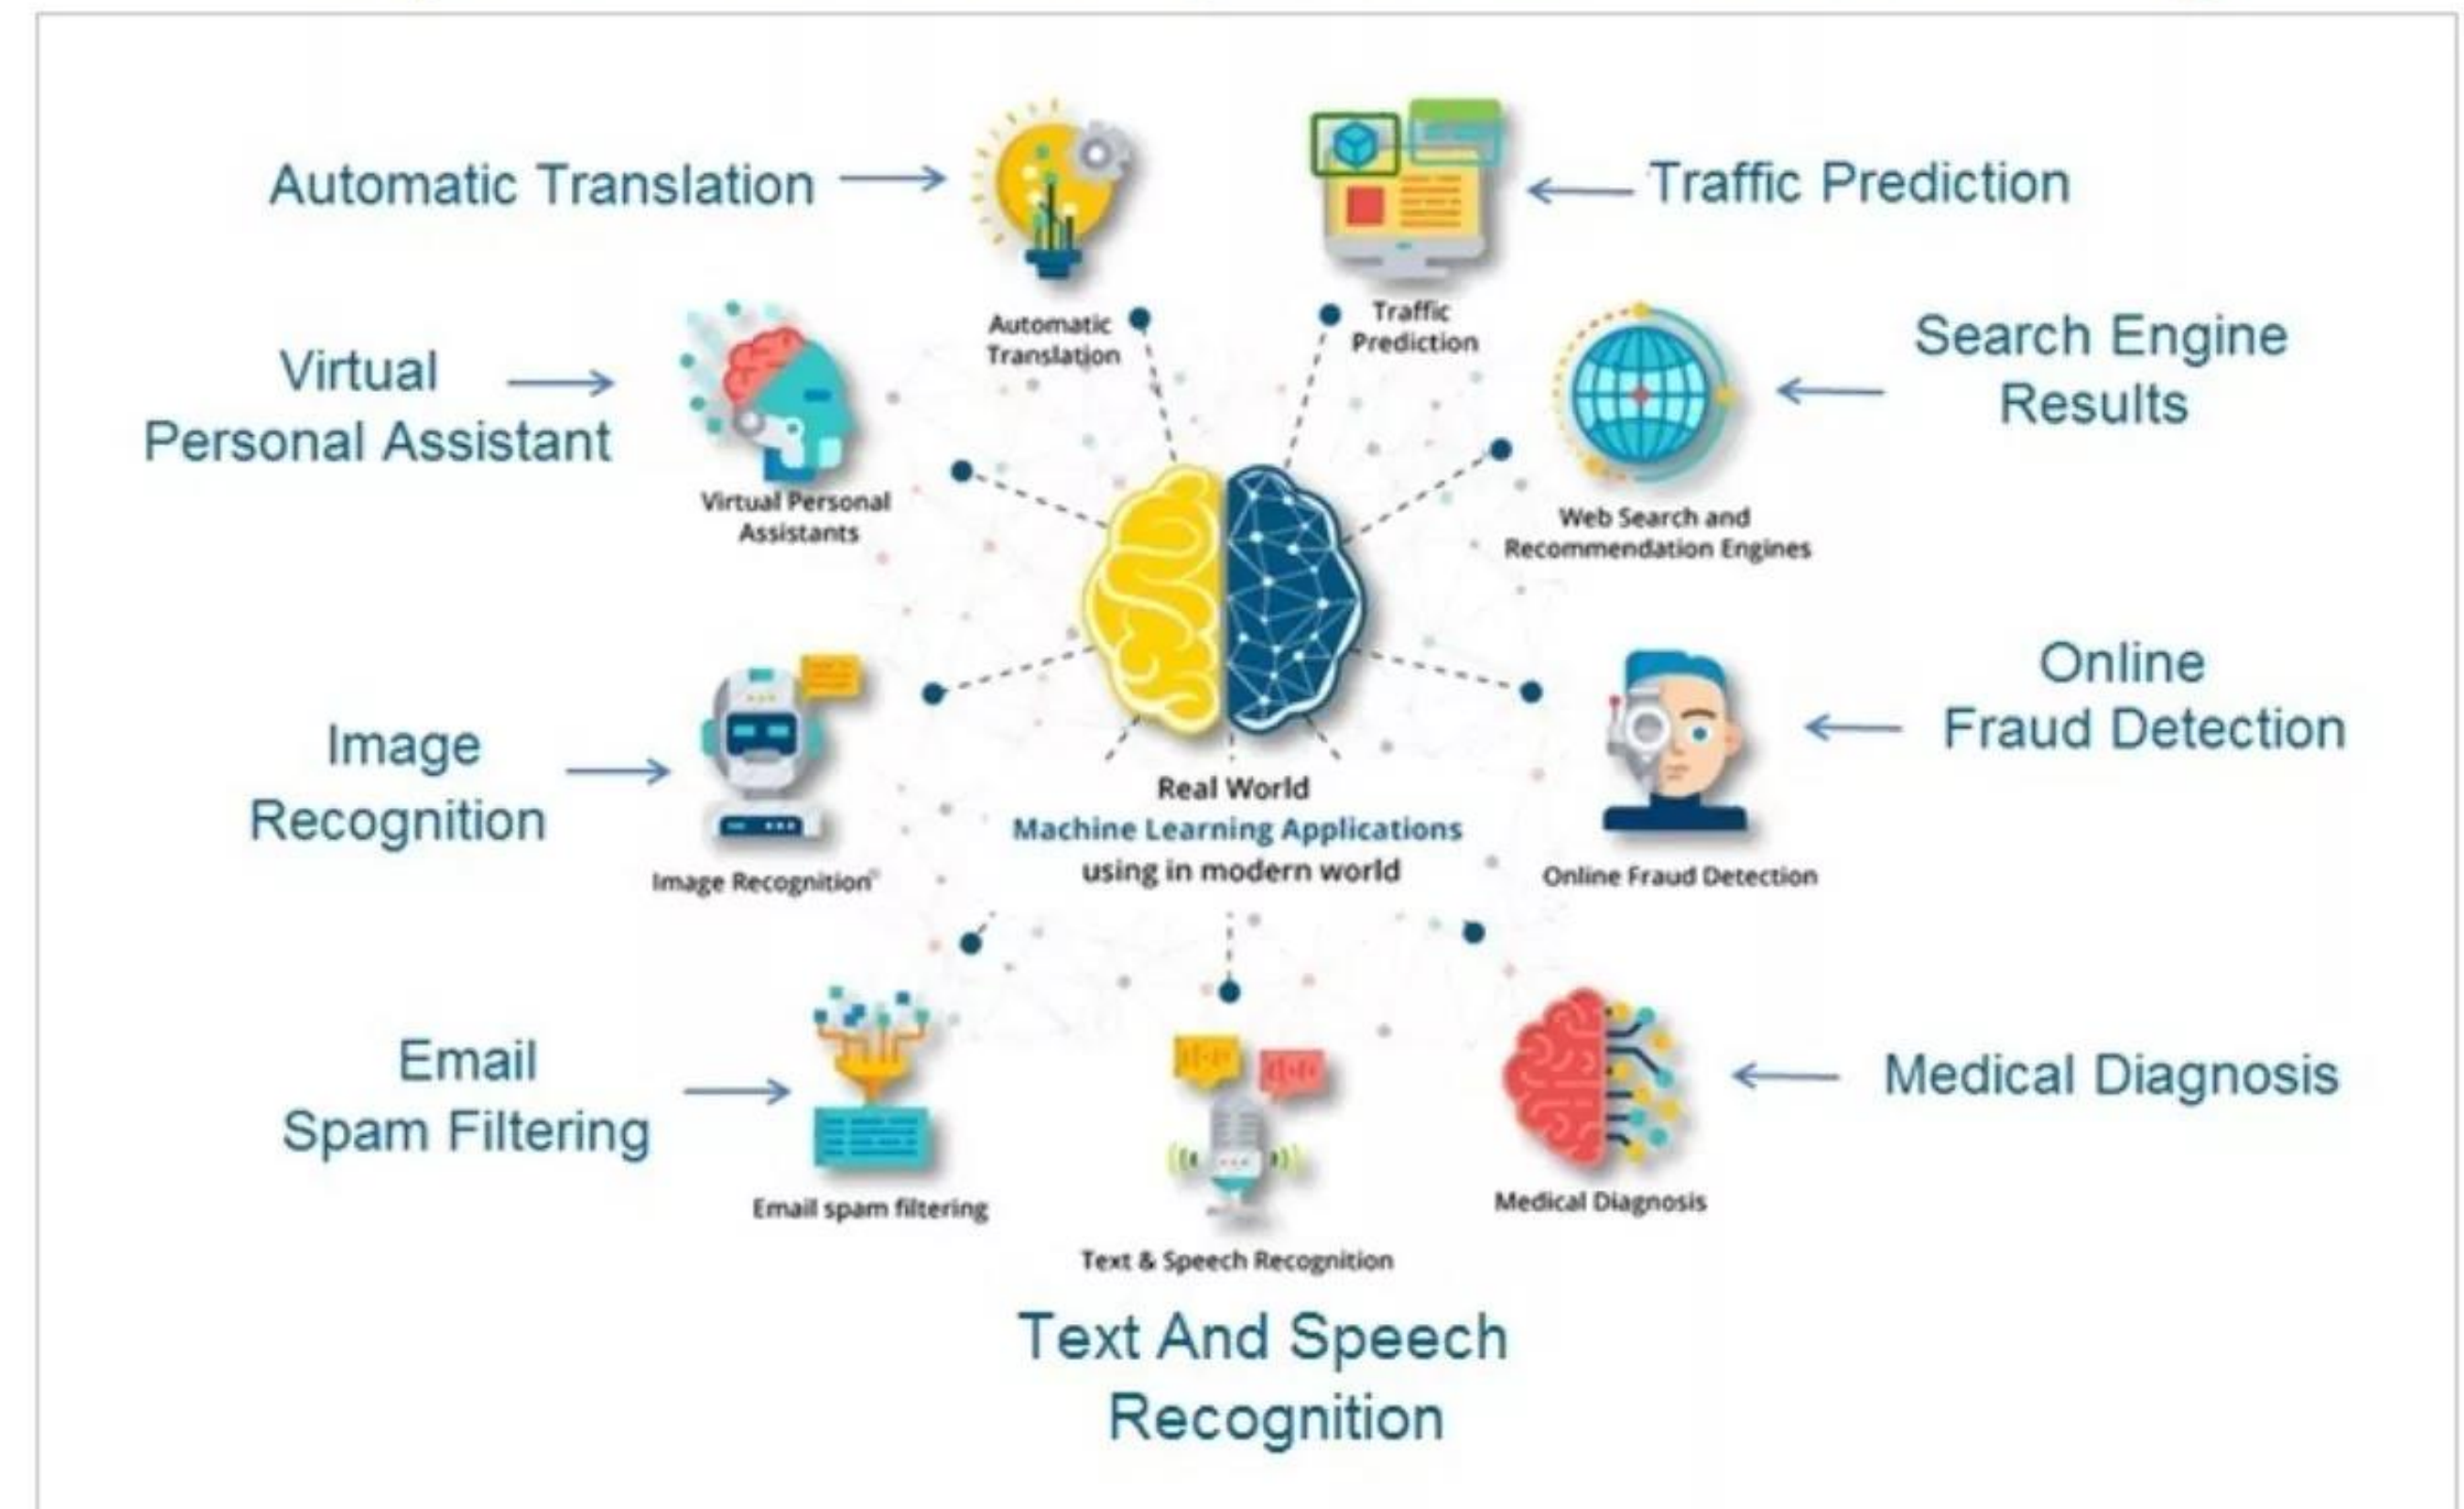 Automatic Translation
Traffic Prediction
Automatic
Translation
Traffic
Prediction
Virtual
Personal Assistant
Search Engine
Results
Virtual Personal
Assistants
Web Search and
Recommendation Engines
Image
Recognition
Online
Fraud Detection
Real World
Machine Learning Applications
using in modern world
Image Recognition
Online Fraud Detection
Email
Spam Filtering
Medical Diagnosis
Email spam filtering
Medical Diagnosis
Text & Speech Recognition
Text And Speech
Recognition